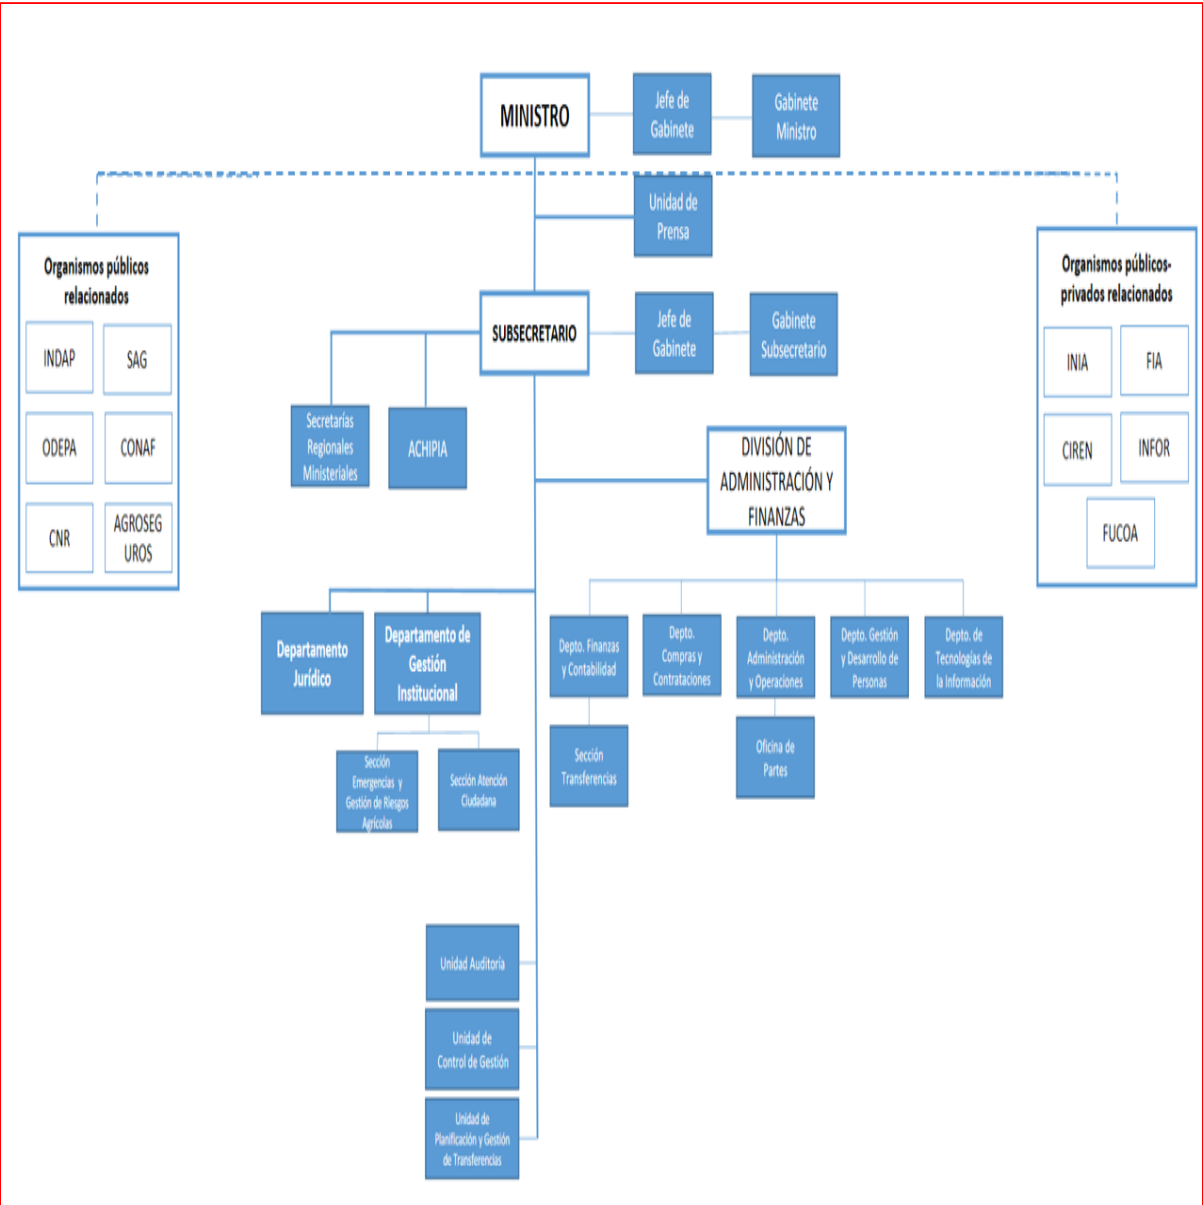 MINISTRO
Jefe de
Gabinete
Gabinete
Ministro
Unidad de
Prensa
Organismos públicos
relacionados
INDAP
SAG
ODEPA
CONAF
CNR
AGROSEG
UROS
Organismos públicos-
privados relacionados
INIA
FIA
CIREN
INFOR
FUCOA
SUBSECRETARIO
Jefe de
Gabinete
Gabinete
Subsecretario
Secretarías
Regionales
Ministeriales
ACHIPIA
DIVISIÓN DE
ADMINISTRACIÓN Y
FINANZAS
Departamento
Jurídico
Departamento de
Gestión
Institucional
Sección
Emergencias y
Gestión de Riesgos
Agrícolas
Sección Atención
Ciudadana
Depto. Finanzas
y Contabilidad
Depto.
Compras y
Contrataciones
Depto.
Administración
y Operaciones
Depto. Gestión
y Desarrollo de
Personas
Depto. de
Tecnologías de
la Información
Sección
Transferencias
Oficina de
Partes
Unidad Auditoría
Unidad de
Control de Gestión
Unidad de
Planificación y Gestión
de Transferencias